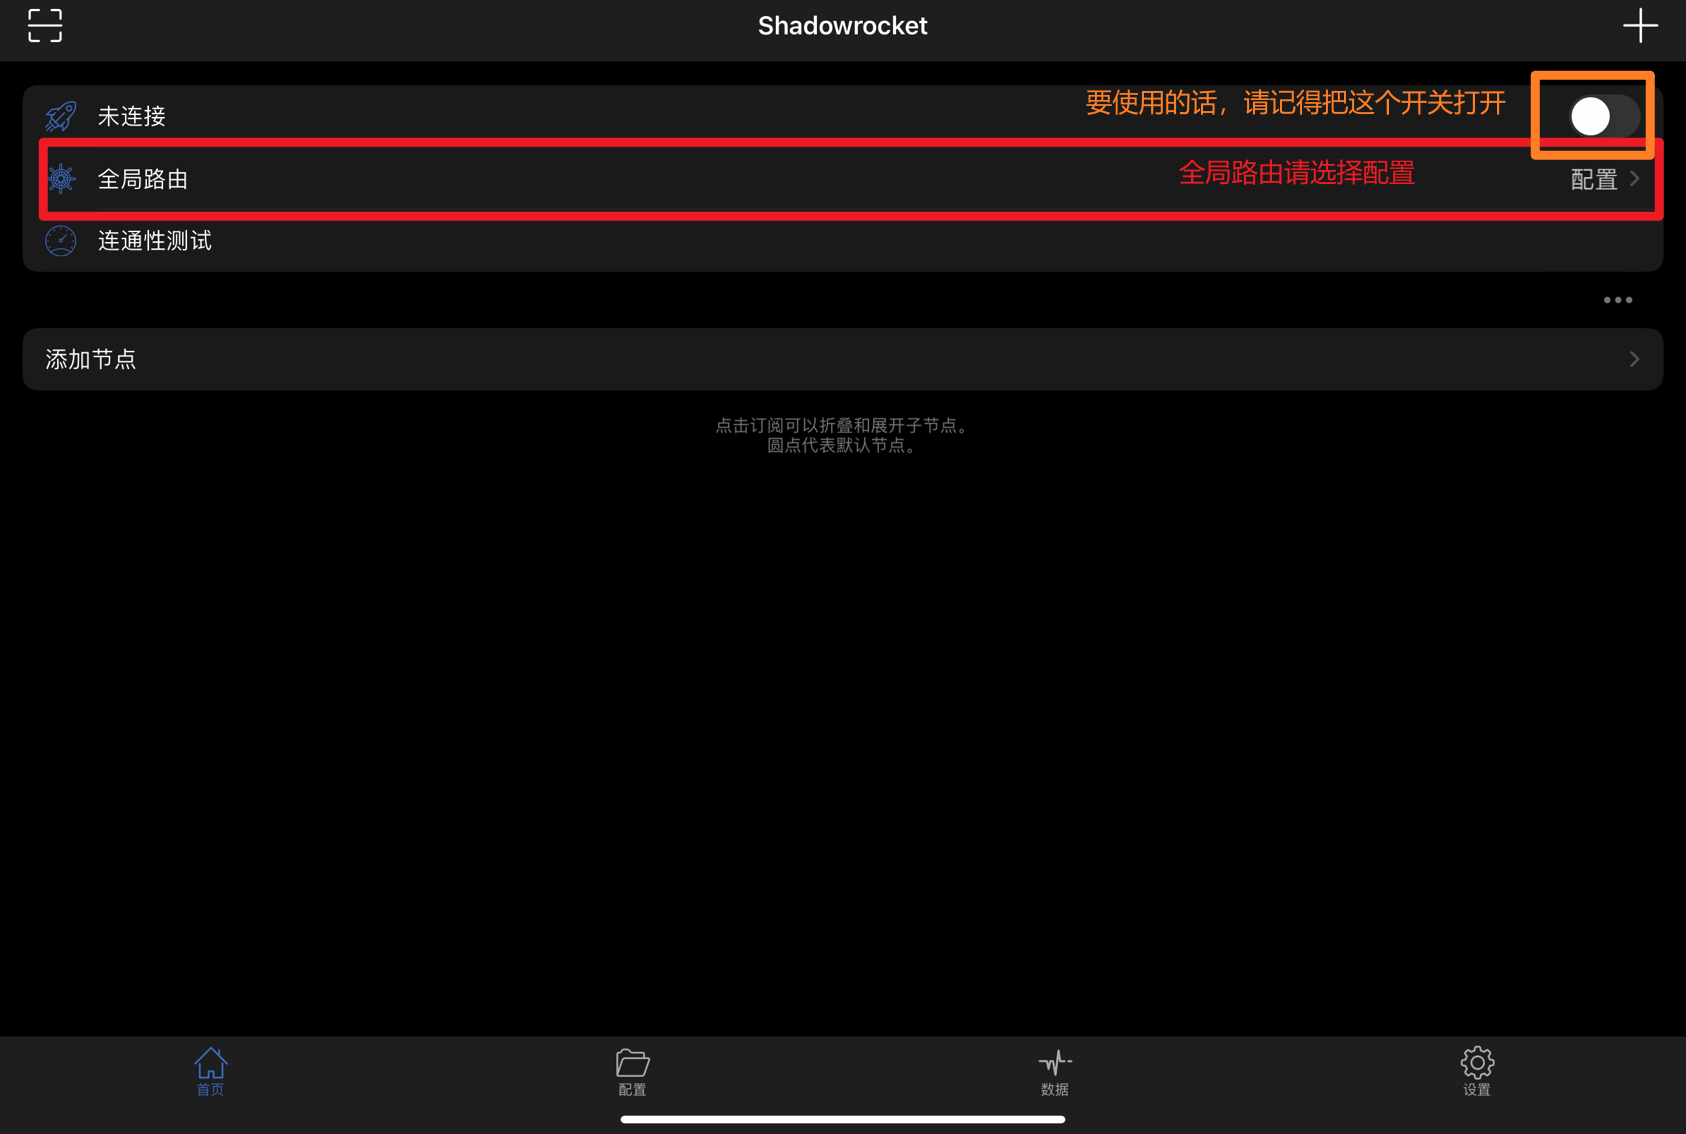 Shadowrocket
未连接
要使用的话，请记得把这个开关打开
全局路由
全局路由请选择配置
配置
连通性测试
添加节点
点击订阅可以折叠和展开子节点。
圆点代表默认节点。
首页
配置
数据
设置